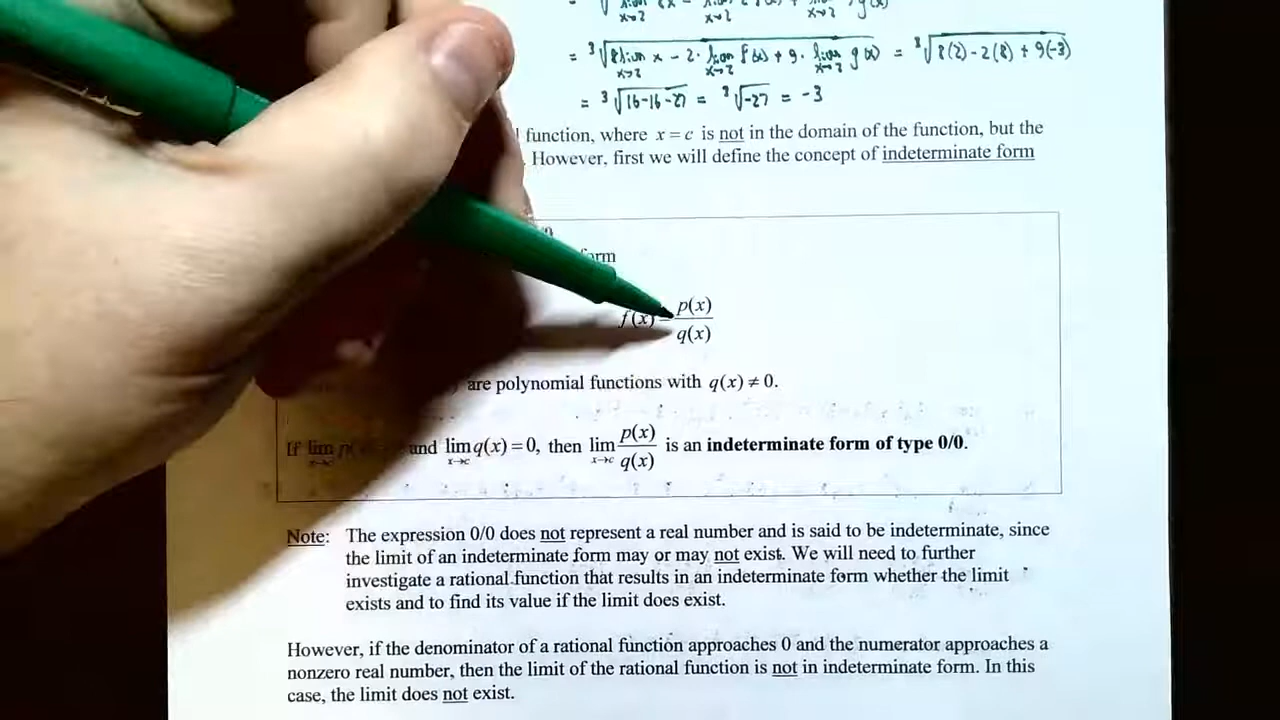 = ∛(8 lim x→2 x − 2 · lim x→2 f(x) + 9 · lim x→2 g(x)) = ∛(8(2) − 2(8) + 9(-3))
= ∛(16-16-27) = ∛-27 = -3
function, where x = c is not in the domain of the function, but the
However, first we will define the concept of indeterminate form
f(x) = p(x)/q(x)
are polynomial functions with q(x) ≠ 0.
If lim x→c p and lim x→c q(x) = 0, then lim x→c p(x)/q(x) is an indeterminate form of type 0/0.
Note: The expression 0/0 does not represent a real number and is said to be indeterminate, since
the limit of an indeterminate form may or may not exist. We will need to further
investigate a rational function that results in an indeterminate form whether the limit
exists and to find its value if the limit does exist.
However, if the denominator of a rational function approaches 0 and the numerator approaches a
nonzero real number, then the limit of the rational function is not in indeterminate form. In this
case, the limit does not exist.